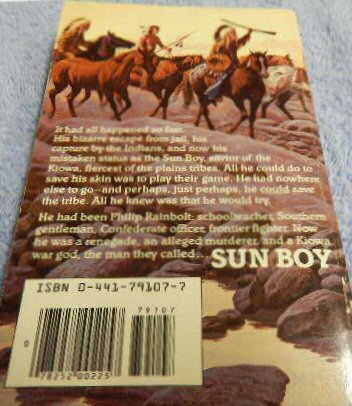 It had all happened so fast.
His bizarre escape from jail, his
capture by the Indians, and now his
mistaken status as the Sun Boy, savior of the
Kiowa, fiercest of the plains tribes. All he could do to
save his skin was to play their game. He had nowhere
else to go—and perhaps, just perhaps, he could save
the tribe. All he knew was that he would try.
He had been Philip Rainbolt: schoolteacher, Southern
gentleman, Confederate officer, frontier fighter. Now
he was a renegade, an alleged murderer, and a Kiowa
war god, the man they called... SUN BOY
ISBN 0-441-79107-7
79107
0
78252 00225